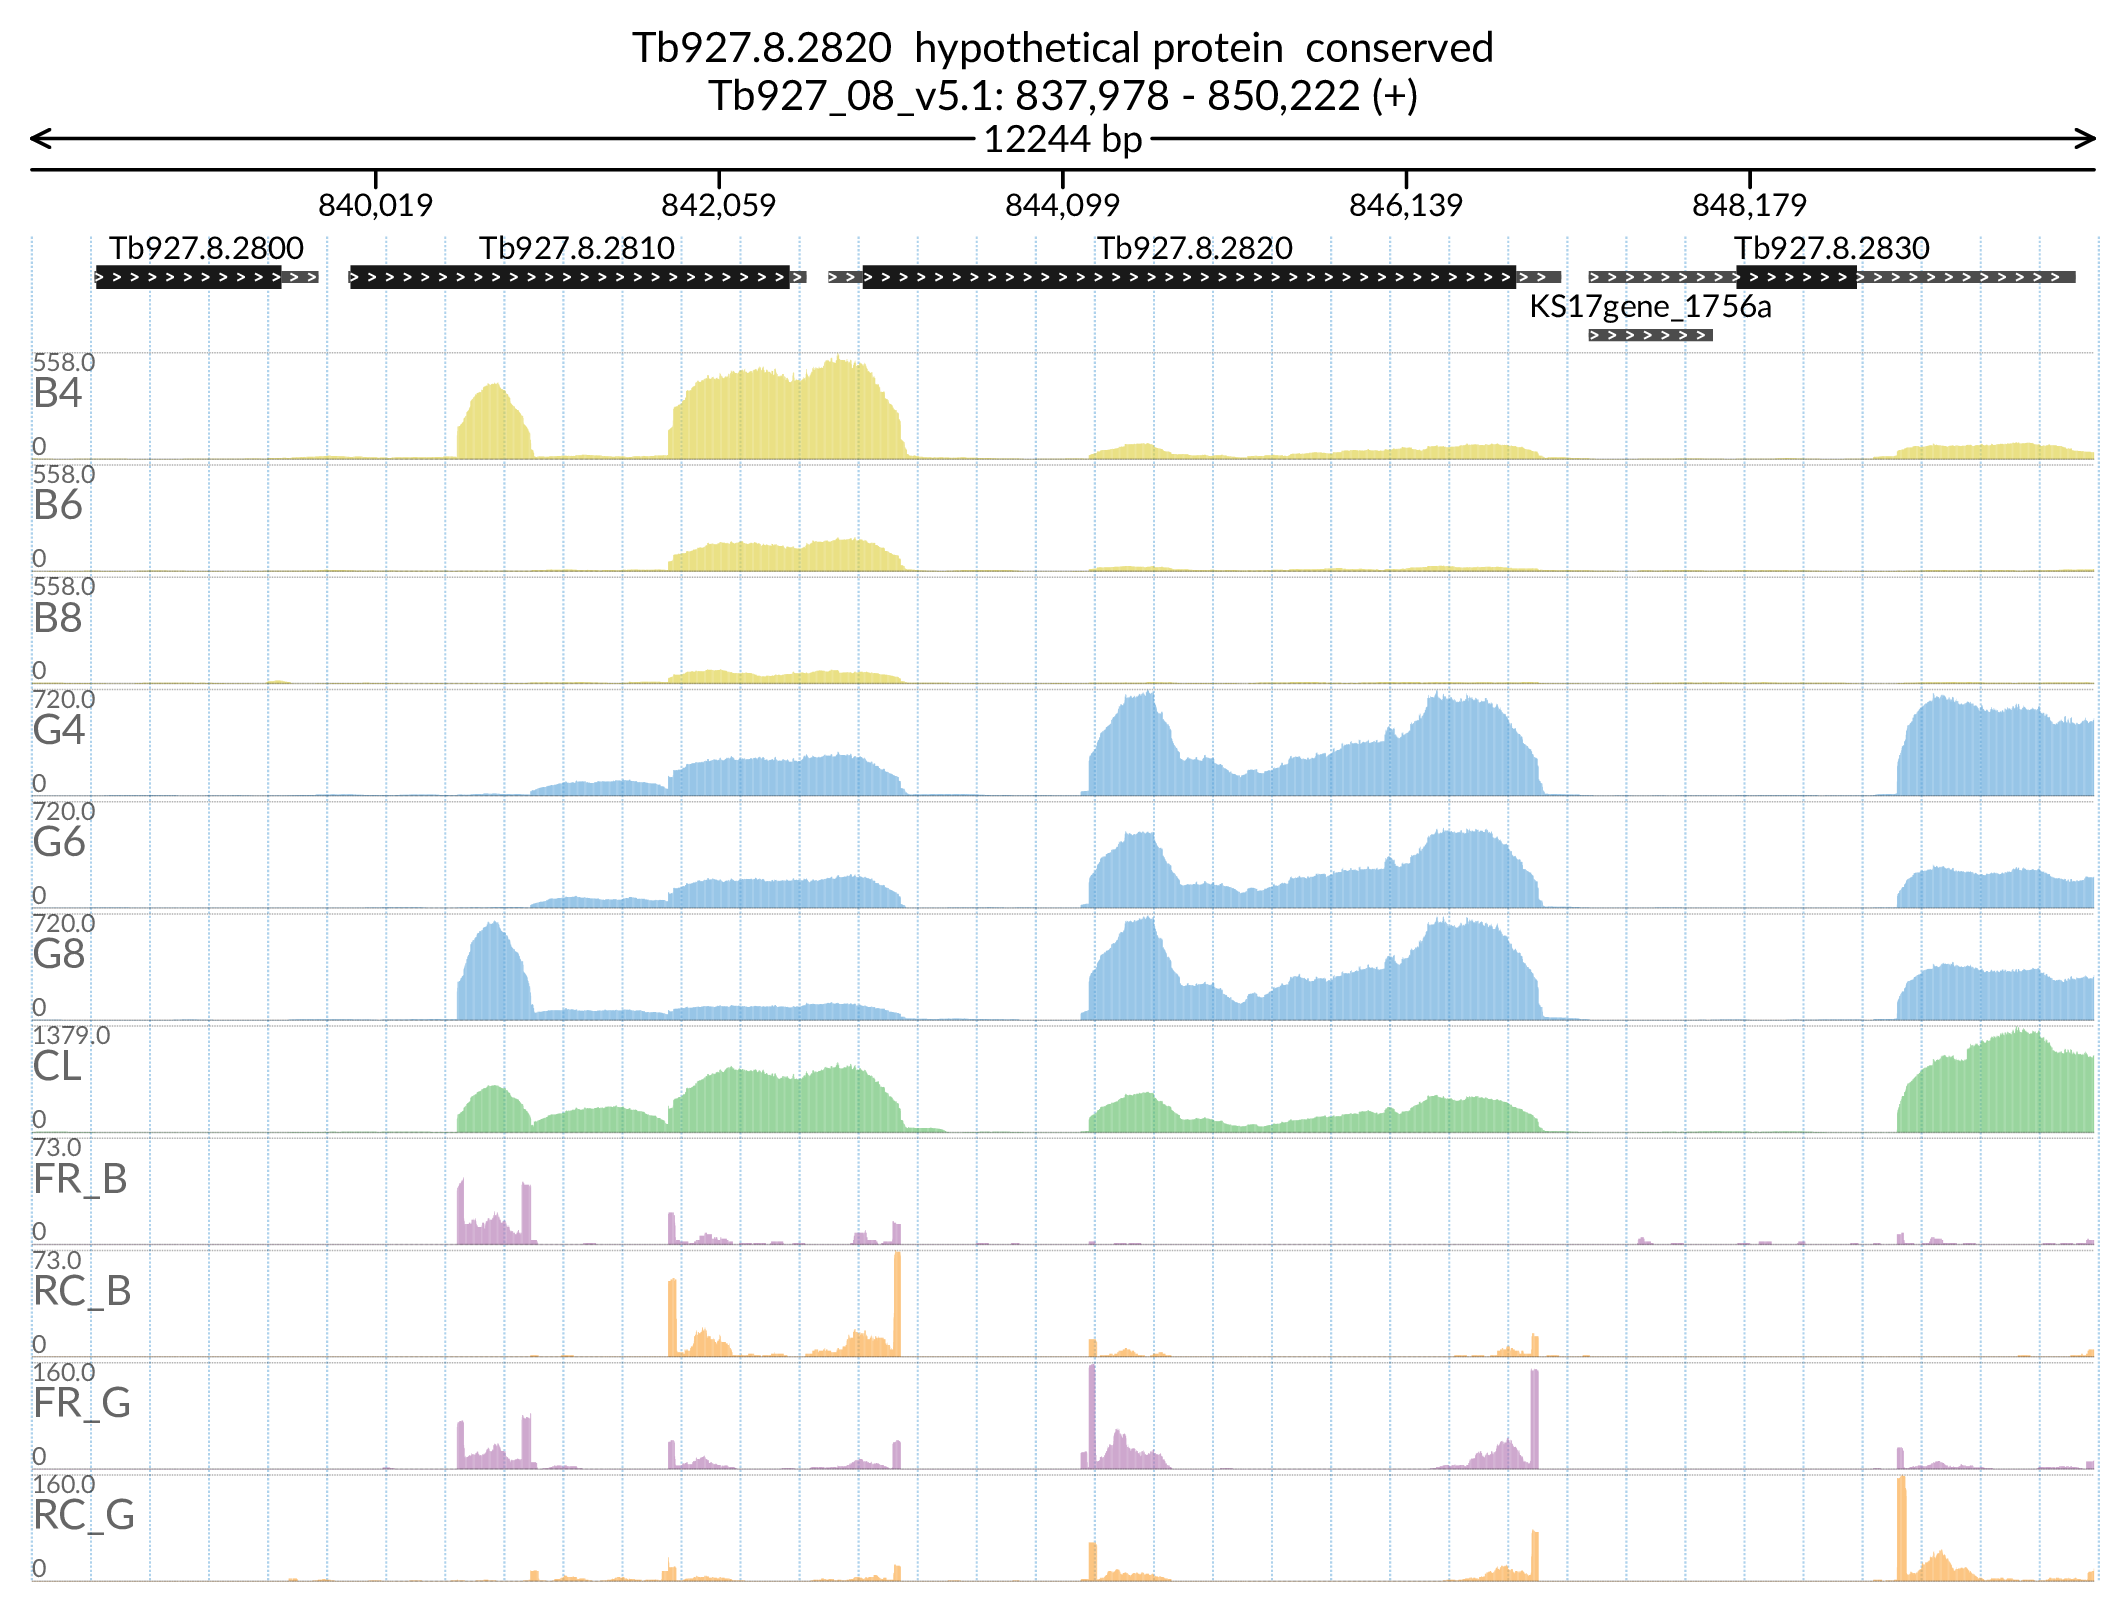 Tb927.8.2820  hypothetical protein  conserved
Tb927_08_v5.1: 837,978 - 850,222 (+)
12244 bp
840,019 842,059 844,099 846,139 848,179
Tb927.8.2800 Tb927.8.2810 Tb927.8.2820 Tb927.8.2830
KS17gene_1756a
558.0
B4
0
558.0
B6
0
558.0
B8
0
720.0
G4
0
720.0
G6
0
720.0
G8
0
1379.0
CL
0
73.0
FR_B
0
73.0
RC_B
0
160.0
FR_G
0
160.0
RC_G
0